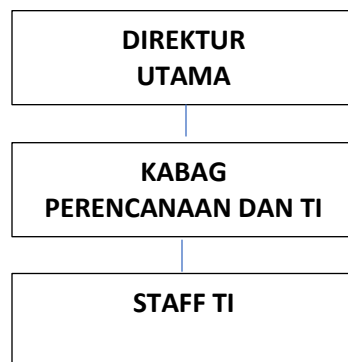 DIREKTUR
UTAMA
KABAG
PERENCANAAN DAN TI
STAFF TI